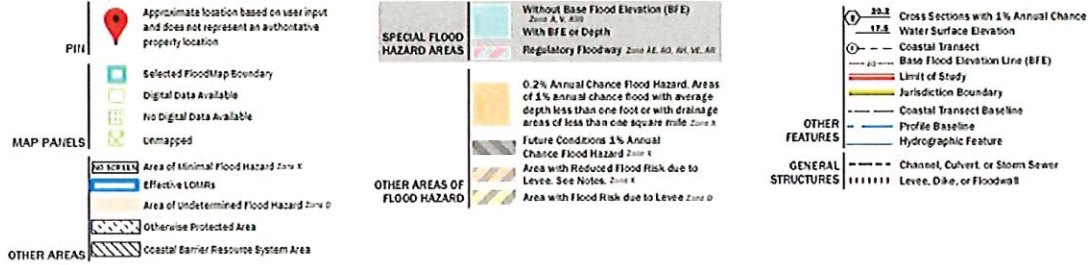 PIN
Approximate location based on user input
and does not represent an authoritative
property location
MAP PANELS
Selected FloodMap Boundary
Digital Data Available
No Digital Data Available
Unmapped
OTHER AREAS
NO SCREEN Area of Minimal Flood Hazard Zone X
Effective LOMRs
Area of Undetermined Flood Hazard Zone D
Otherwise Protected Area
Coastal Barrier Resource System Area
SPECIAL FLOOD
HAZARD AREAS
Without Base Flood Elevation (BFE)
Zone A, V, A99
With BFE or Depth
Regulatory Floodway Zone AE, AO, AH, VE, AR
OTHER AREAS OF
FLOOD HAZARD
0.2% Annual Chance Flood Hazard, Areas
of 1% annual chance flood with average
depth less than one foot or with drainage
areas of less than one square mile Zone X
Future Conditions 1% Annual
Chance Flood Hazard Zone X
Area with Reduced Flood Risk due to
Levee. See Notes. Zone X
Area with Flood Risk due to Levee Zone D
OTHER
FEATURES
20.2 Cross Sections with 1% Annual Chance
17.5 Water Surface Elevation
Coastal Transect
Base Flood Elevation Line (BFE)
Limit of Study
Jurisdiction Boundary
Coastal Transect Baseline
Profile Baseline
Hydrographic Feature
GENERAL
STRUCTURES
Channel, Culvert, or Storm Sewer
Levee, Dike, or Floodwall